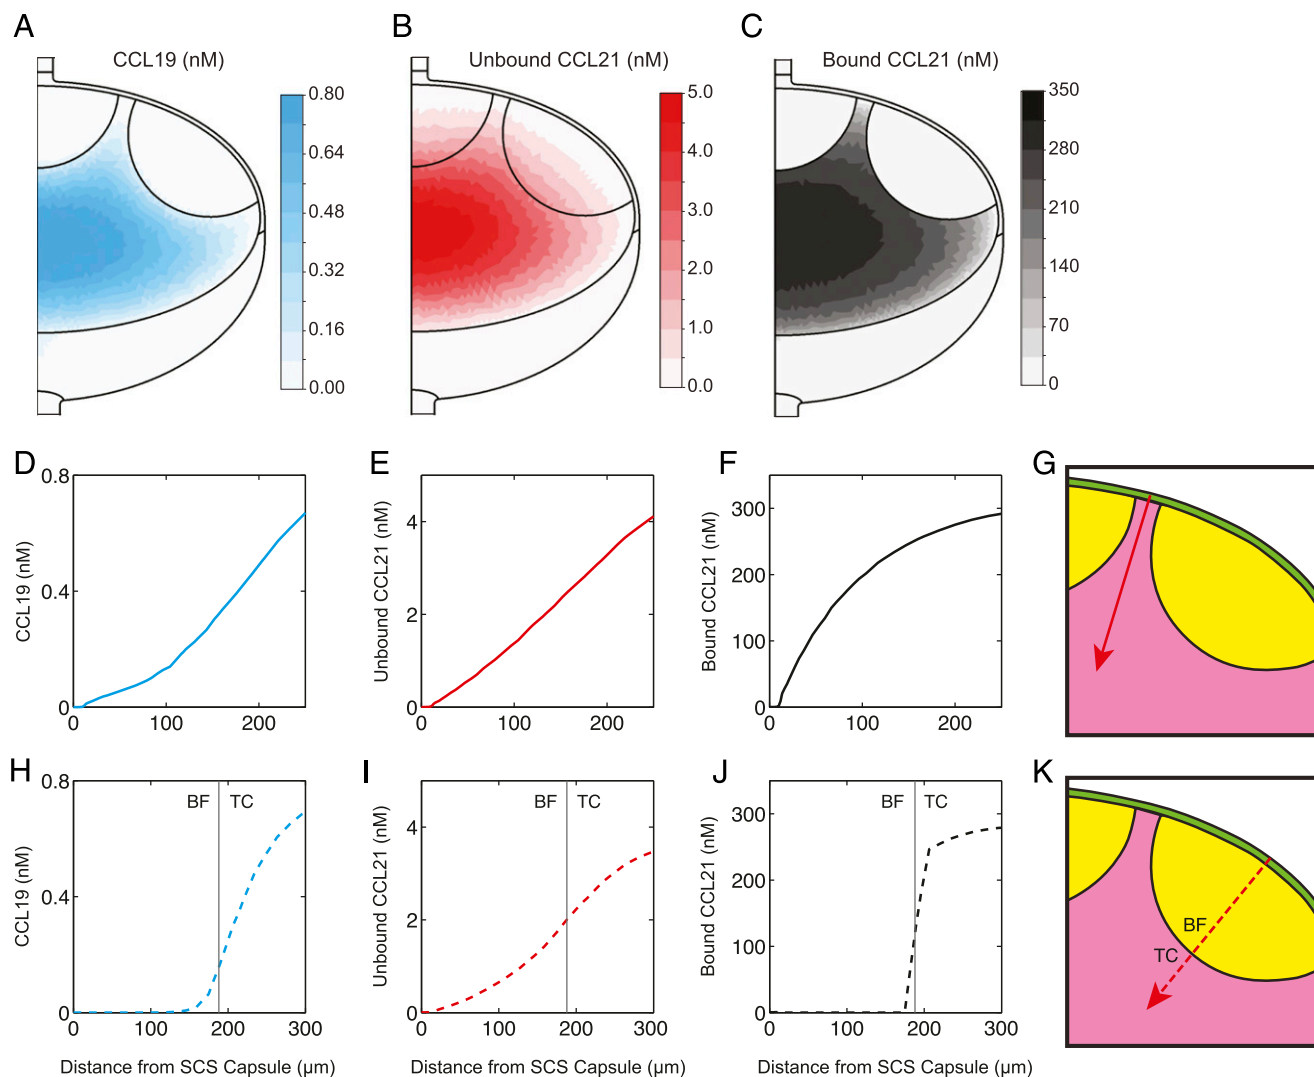 A
B
C
CCL19 (nM)
Unbound CCL21 (nM)
Bound CCL21 (nM)
0.80
0.64
0.48
0.32
0.16
0.00
5.0
4.0
3.0
2.0
1.0
0.0
350
280
210
140
70
0
D
0.8
0.4
0
0
100
200
CCL19 (nM)
E
4
2
0
0
100
200
Unbound CCL21 (nM)
F
300
200
100
0
0
100
200
Bound CCL21 (nM)
G
H
0.8
0.4
0
0
100
200
300
CCL19 (nM)
BF
TC
Distance from SCS Capsule (µm)
I
4
2
0
0
100
200
300
Unbound CCL21 (nM)
BF
TC
Distance from SCS Capsule (µm)
J
300
200
100
0
0
100
200
300
Bound CCL21 (nM)
BF
TC
Distance from SCS Capsule (µm)
K
BF
TC